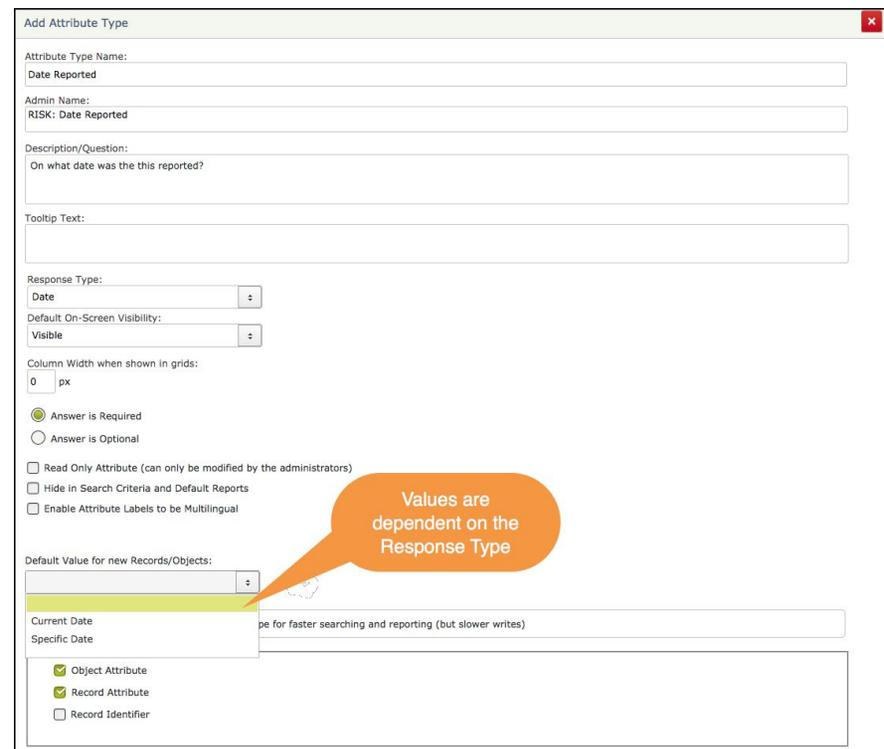 Add Attribute Type
Attribute Type Name:
Date Reported
Admin Name:
RISK: Date Reported
Description/Question:
On what date was the this reported?
Tooltip Text:
Response Type:
Date
Default On-Screen Visibility:
Visible
Column Width when shown in grids:
0 px
Answer is Required
Answer is Optional
Read Only Attribute (can only be modified by the administrators)
Hide in Search Criteria and Default Reports
Enable Attribute Labels to be Multilingual
Values are
dependent on the
Response Type
Default Value for new Records/Objects:
Current Date
pe for faster searching and reporting (but slower writes)
Specific Date
Object Attribute
Record Attribute
Record Identifier